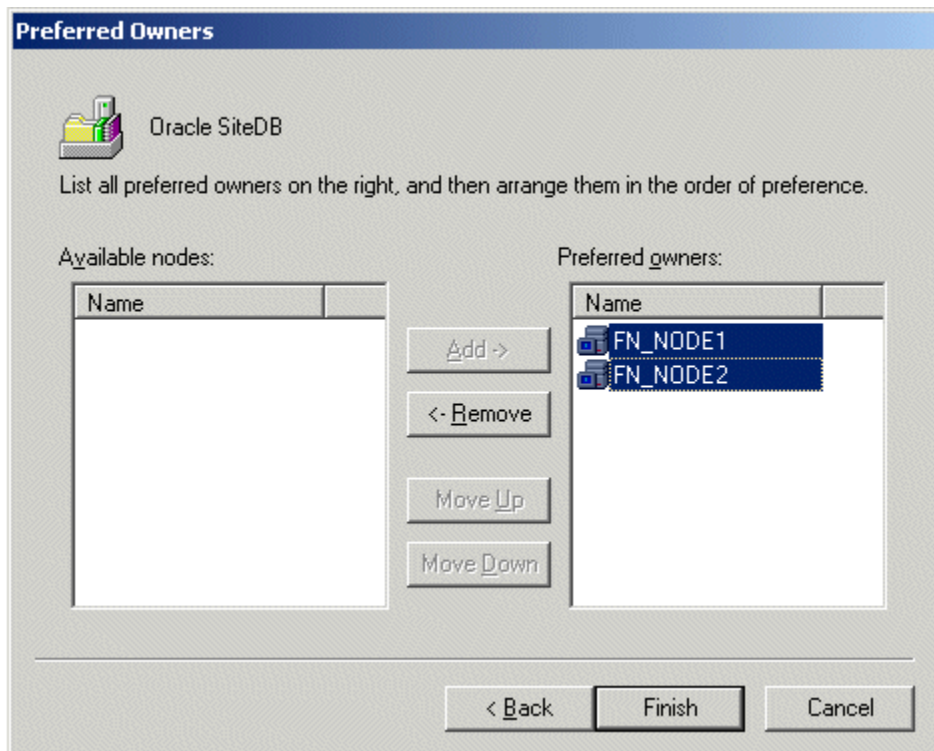 Preferred Owners
Oracle SiteDB
List all preferred owners on the right, and then arrange them in the order of preference.
Available nodes:
Preferred owners:
Name
Name
Add ->
FN_NODE1
FN_NODE2
<- Remove
Move Up
Move Down
< Back
Finish
Cancel